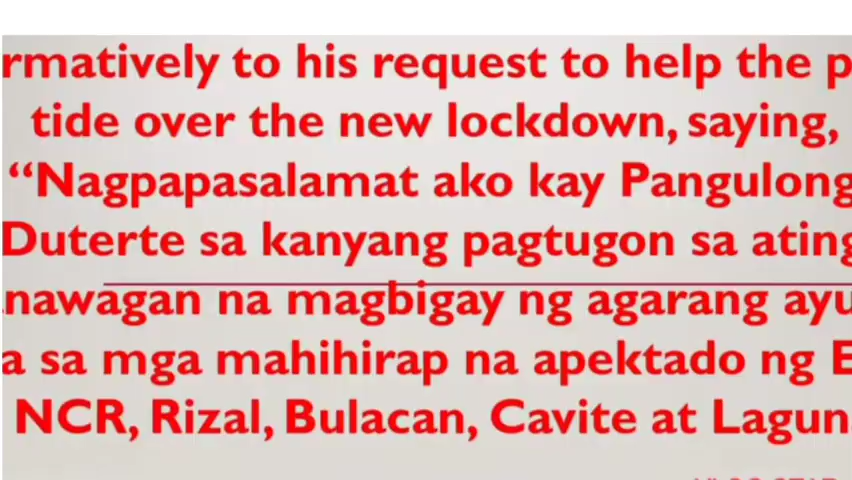 rmatively to his request to help the p
tide over the new lockdown, saying,
“Nagpapasalamat ako kay Pangulong
Duterte sa kanyang pagtugon sa ating
nawagan na magbigay ng agarang ayu
a sa mga mahihirap na apektado ng E
NCR, Rizal, Bulacan, Cavite at Lagun